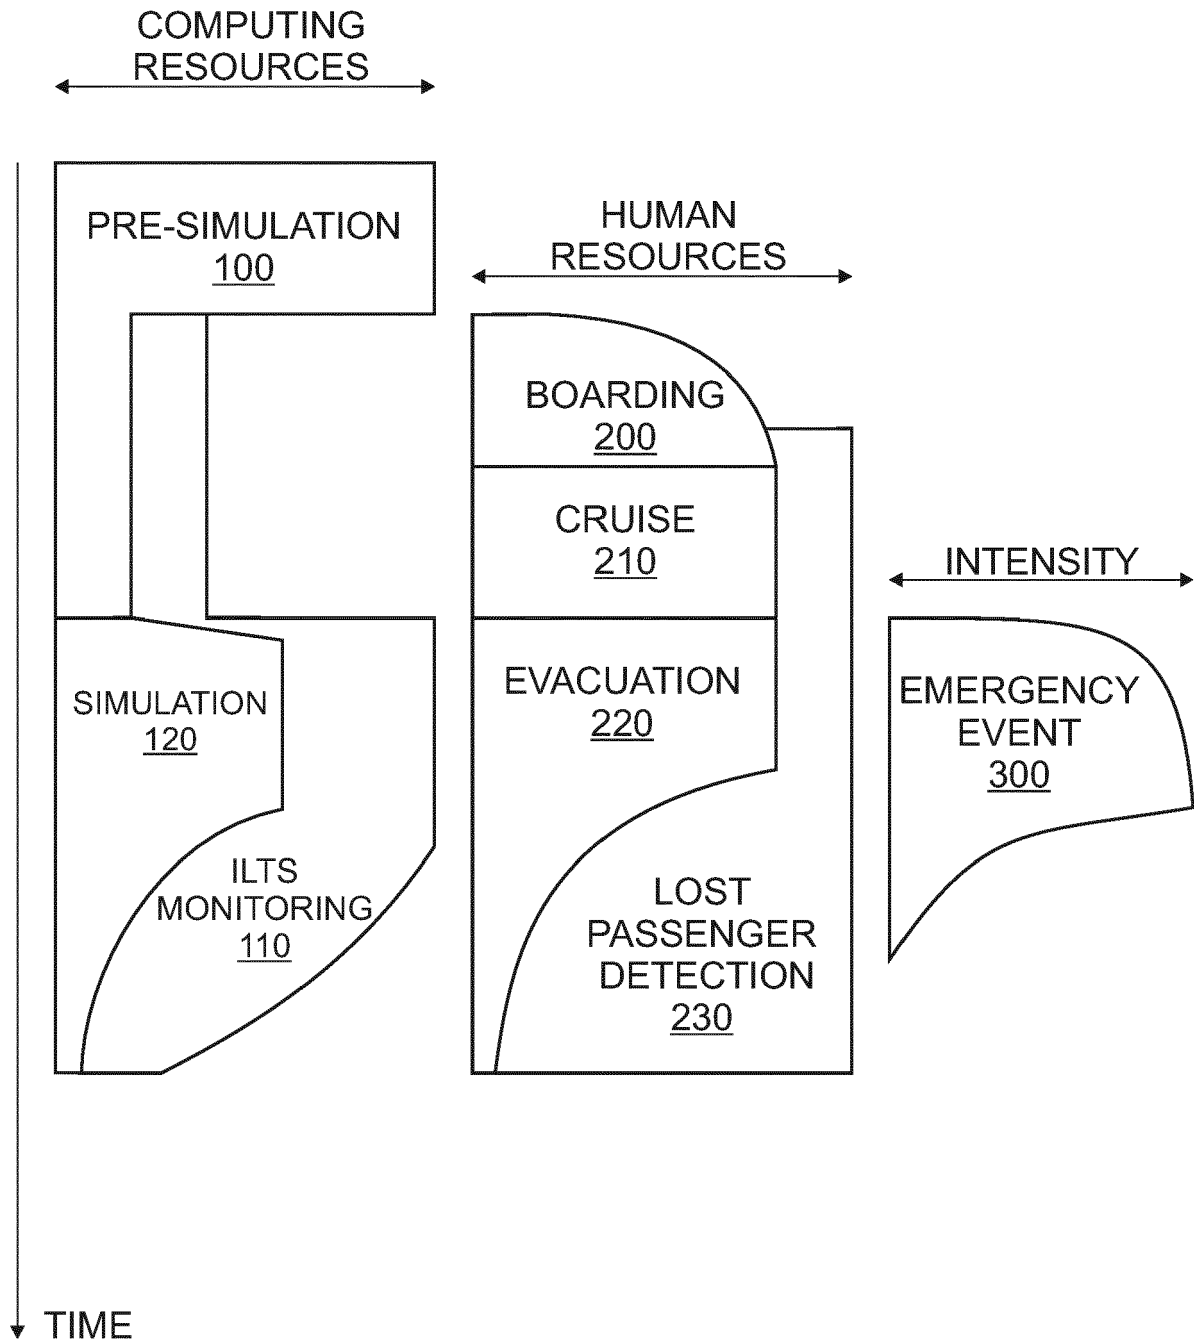 COMPUTING
RESOURCES
PRE-SIMULATION
100
HUMAN
RESOURCES
BOARDING
200
CRUISE
210
INTENSITY
SIMULATION
120
EVACUATION
220
EMERGENCY
EVENT
300
ILTS
MONITORING
110
LOST
PASSENGER
DETECTION
230
TIME